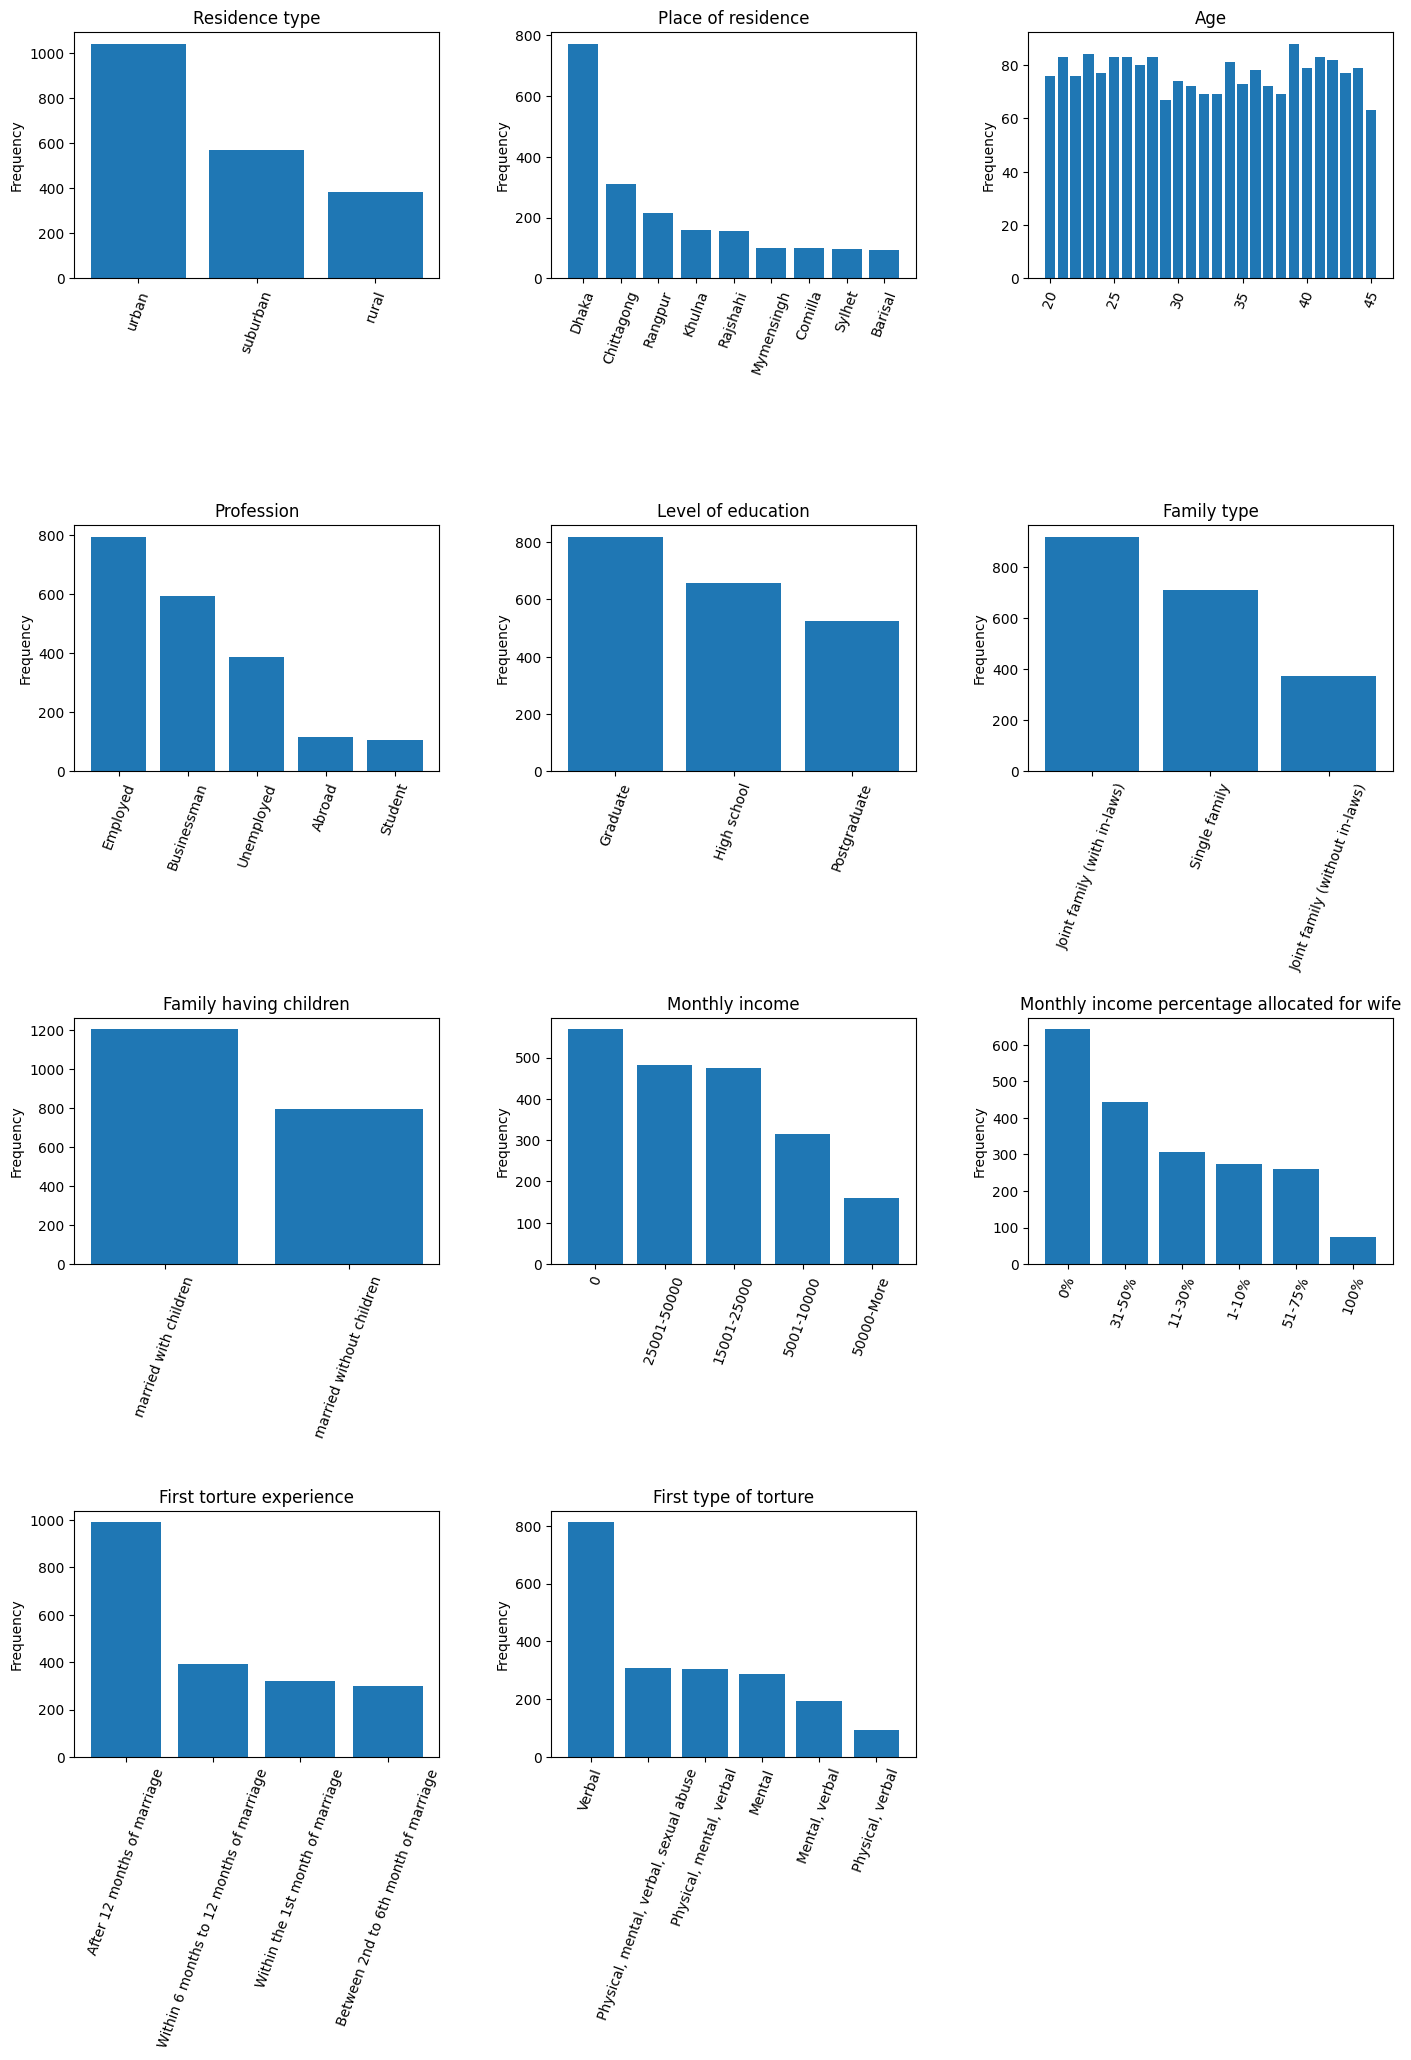 Residence type
Frequency
1000
800
600
400
200
0
urban
suburban
rural
Place of residence
Frequency
800
600
400
200
0
Dhaka
Chittagong
Rangpur
Khulna
Rajshahi
Mymensingh
Comilla
Sylhet
Barisal
Age
Frequency
80
60
40
20
0
20
25
30
35
40
45
Profession
Frequency
800
600
400
200
0
Employed
Businessman
Unemployed
Abroad
Student
Level of education
Frequency
800
600
400
200
0
Graduate
High school
Postgraduate
Family type
Frequency
800
600
400
200
0
Joint family (with in-laws)
Single family
Joint family (without in-laws)
Family having children
Frequency
1200
1000
800
600
400
200
0
married with children
married without children
Monthly income
Frequency
500
400
300
200
100
0
0
25001-50000
15001-25000
5001-10000
50000-More
Monthly income percentage allocated for wife
Frequency
600
500
400
300
200
100
0
0%
31-50%
11-30%
1-10%
51-75%
100%
First torture experience
Frequency
1000
800
600
400
200
0
After 12 months of marriage
Within 6 months to 12 months of marriage
Within the 1st month of marriage
Between 2nd to 6th month of marriage
First type of torture
Frequency
800
600
400
200
0
Verbal
Physical, mental, verbal, sexual abuse
Physical, mental, verbal
Mental
Mental, verbal
Physical, verbal